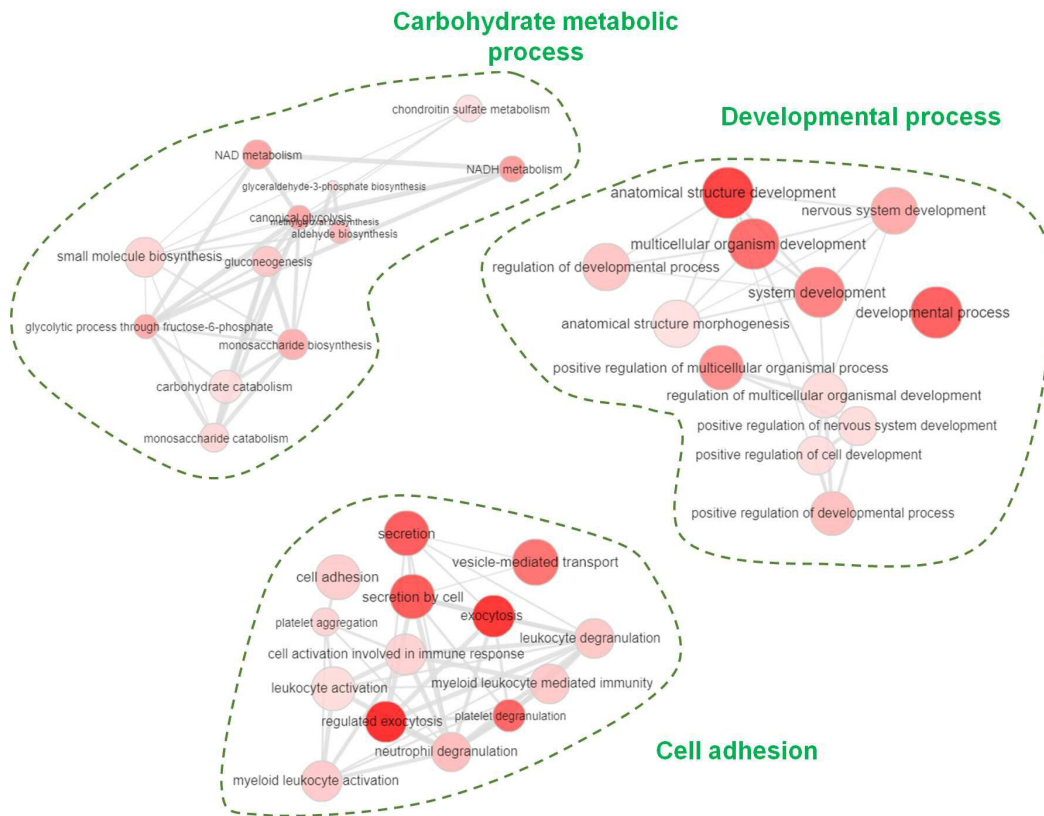 Carbohydrate metabolic
process
chondroitin sulfate metabolism
NAD metabolism
NADH metabolism
glyceraldehyde-3-phosphate biosynthesis
canonical glycolysis
methylglyoxal biosynthesis
aldehyde biosynthesis
small molecule biosynthesis
gluconeogenesis
glycolytic process through fructose-6-phosphate
monosaccharide biosynthesis
carbohydrate catabolism
monosaccharide catabolism
Developmental process
anatomical structure development
nervous system development
multicellular organism development
regulation of developmental process
system development
developmental process
anatomical structure morphogenesis
positive regulation of multicellular organismal process
regulation of multicellular organismal development
positive regulation of nervous system development
positive regulation of cell development
positive regulation of developmental process
secretion
vesicle-mediated transport
cell adhesion
secretion by cell
exocytosis
platelet aggregation
leukocyte degranulation
cell activation involved in immune response
leukocyte activation
myeloid leukocyte mediated immunity
regulated exocytosis
platelet degranulation
neutrophil degranulation
myeloid leukocyte activation
Cell adhesion